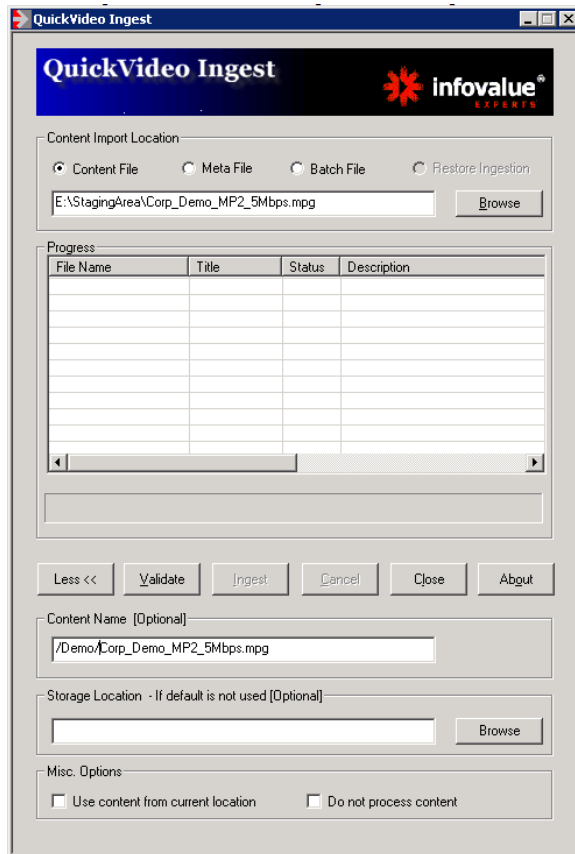 QuickVideo Ingest
QuickVideo Ingest
infovalue®
EXPERTS
Content Import Location
Content File Meta File Batch File Restore Ingestion
E:\StagingArea\Corp_Demo_MP2_5Mbps.mpg Browse
Progress
File Name Title Status Description
Less << Validate Ingest Cancel Close About
Content Name [Optional]
/Demo/Corp_Demo_MP2_5Mbps.mpg
Storage Location - If default is not used [Optional]
Browse
Misc. Options
Use content from current location Do not process content